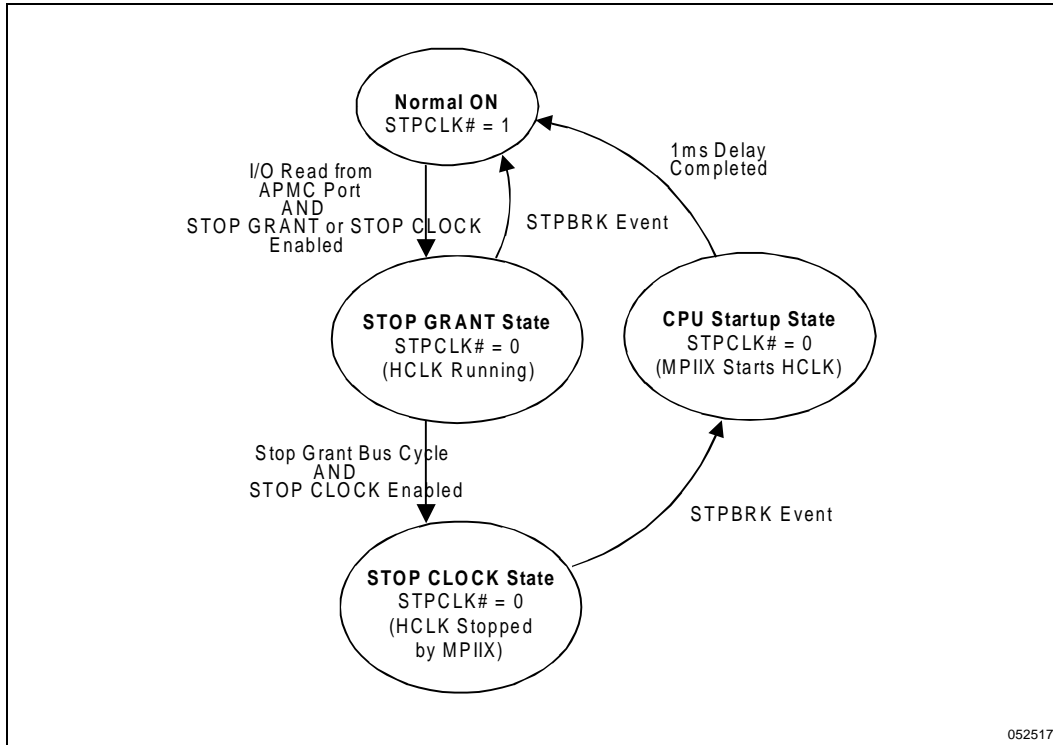 Normal ON
STPCLK# = 1
I/O Read from
APMC Port
AND
STOP GRANT or STOP CLOCK
Enabled
STPBRK Event
1ms Delay
Completed
STOP GRANT State
STPCLK# = 0
(HCLK Running)
CPU Startup State
STPCLK# = 0
(MPIIX Starts HCLK)
Stop Grant Bus Cycle
AND
STOP CLOCK Enabled
STPBRK Event
STOP CLOCK State
STPCLK# = 0
(HCLK Stopped
by MPIIX)
052517